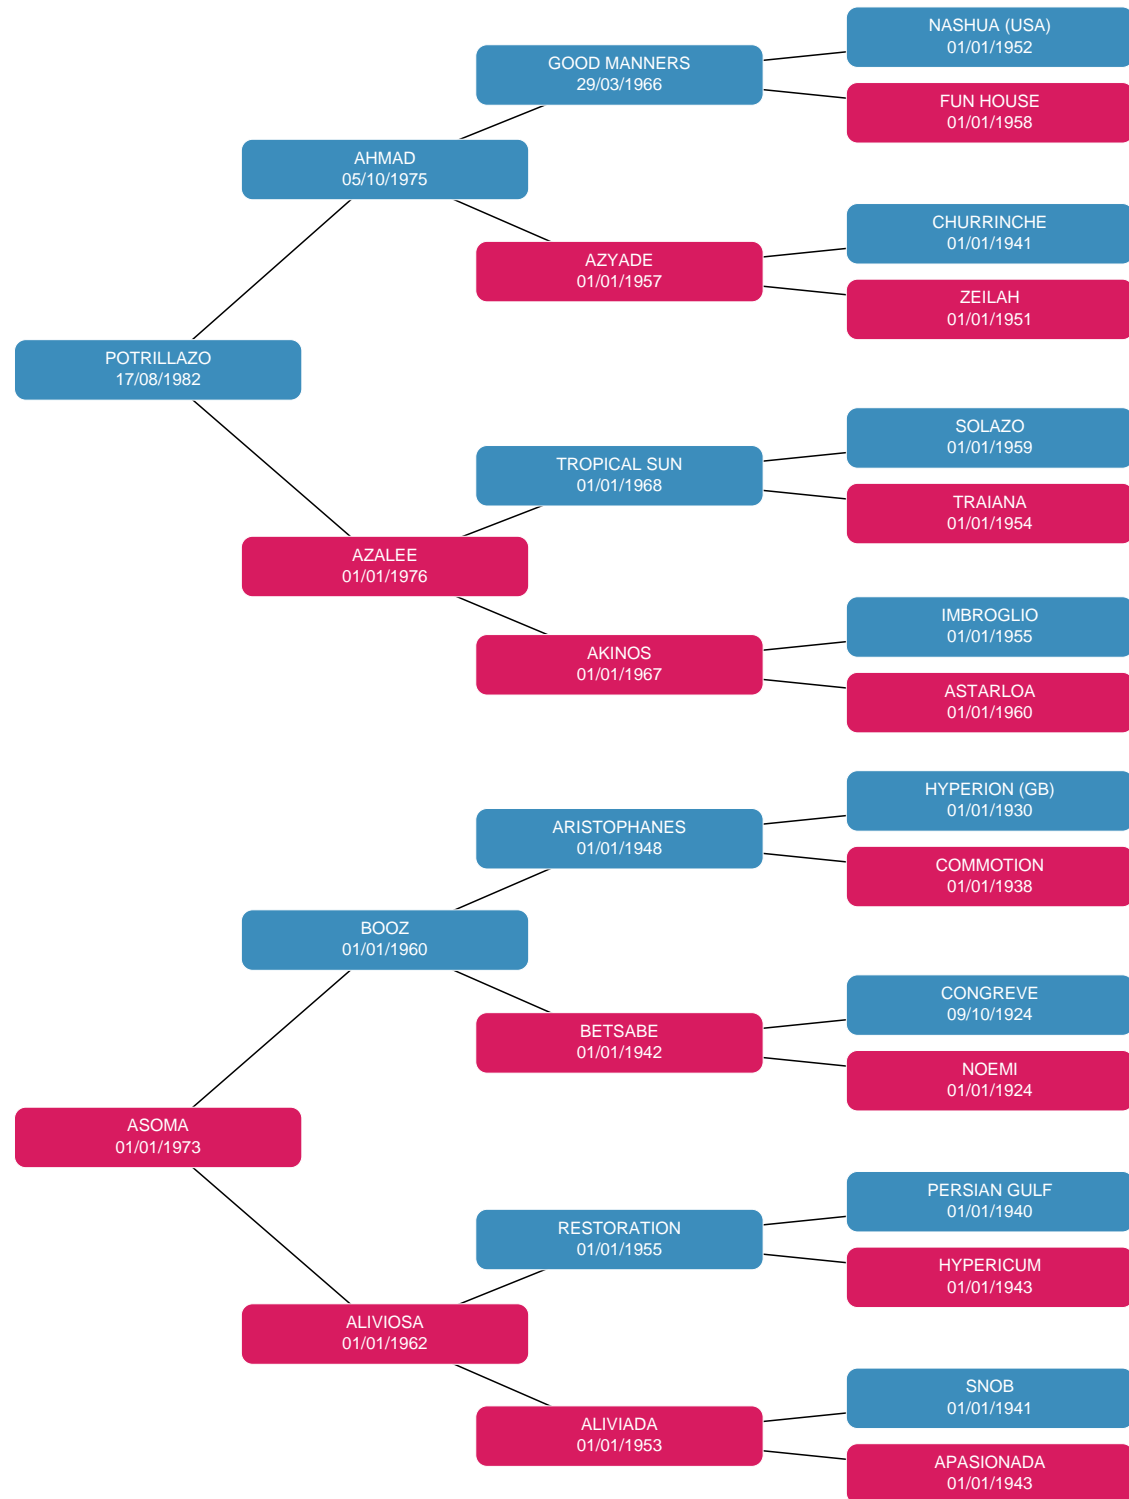 NASHUA (USA)
01/01/1952
GOOD MANNERS
29/03/1966
FUN HOUSE
01/01/1958
AHMAD
05/10/1975
CHURRINCHE
01/01/1941
AZYADE
01/01/1957
ZEILAH
01/01/1951
POTRILLAZO
17/08/1982
SOLAZO
01/01/1959
TROPICAL SUN
01/01/1968
TRAIANA
01/01/1954
AZALEE
01/01/1976
IMBROGLIO
01/01/1955
AKINOS
01/01/1967
ASTARLOA
01/01/1960
HYPERION (GB)
01/01/1930
ARISTOPHANES
01/01/1948
COMMOTION
01/01/1938
BOOZ
01/01/1960
CONGREVE
09/10/1924
BETSABE
01/01/1942
NOEMI
01/01/1924
ASOMA
01/01/1973
PERSIAN GULF
01/01/1940
RESTORATION
01/01/1955
HYPERICUM
01/01/1943
ALIVIOSA
01/01/1962
SNOB
01/01/1941
ALIVIADA
01/01/1953
APASIONADA
01/01/1943